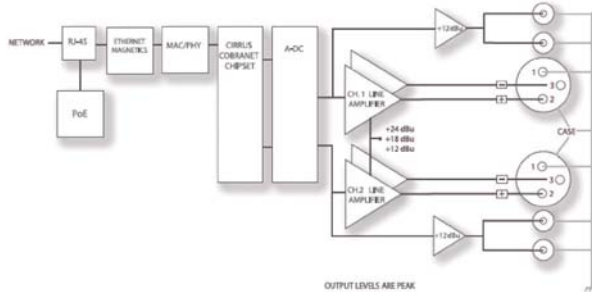 NETWORK
RJ-45
PoE
ETHERNET
MAGNETICS
MAC/PHY
CIRRUS
COBRANET
CHIPSET
A-DC
+12dBu
CH. 1 LINE
AMPLIFIER
+24 dBu
+18 dBu
+12 dBu
CH.2 LINE
AMPLIFIER
+12dBu
-
+
1
3
2
CASE
-
+
1
3
2
OUTPUT LEVELS ARE PEAK